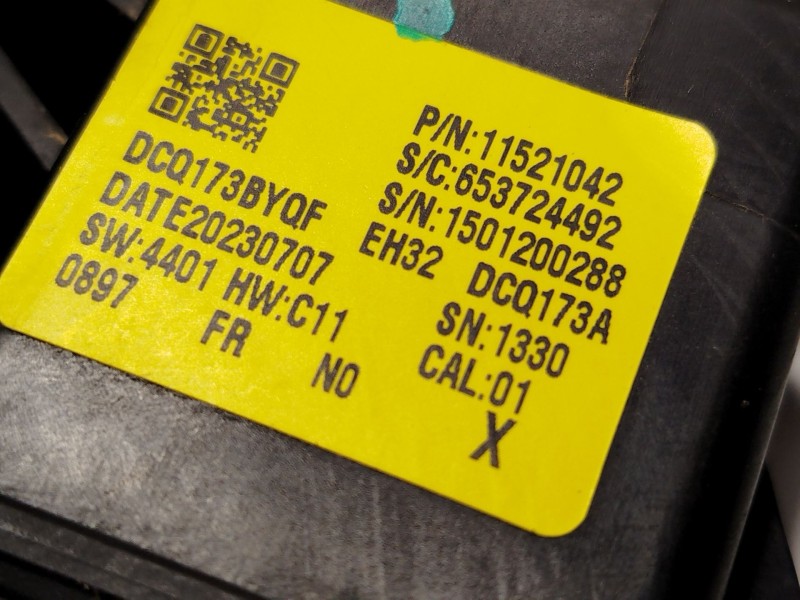 P/N:11521042
S/C:653724492
DCQ173BYQF S/N:1501200288
DATE20230707 EH32 DCQ173A
SW:4401 HW:C11 SN:1330
0897 FR N0 CAL:01
X